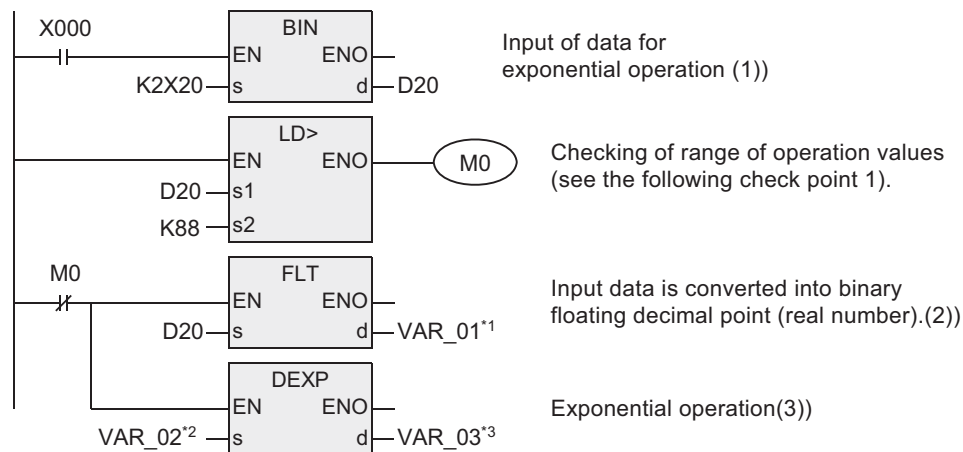 X000
BIN
EN ENO
K2X20 s d D20
Input of data for
exponential operation (1))
LD>
EN ENO
M0
D20 s1
K88 s2
Checking of range of operation values
(see the following check point 1).
M0
FLT
EN ENO
D20 s d VAR_01*1
Input data is converted into binary
floating decimal point (real number).(2))
DEXP
EN ENO
VAR_02*2 s d VAR_03*3
Exponential operation(3))